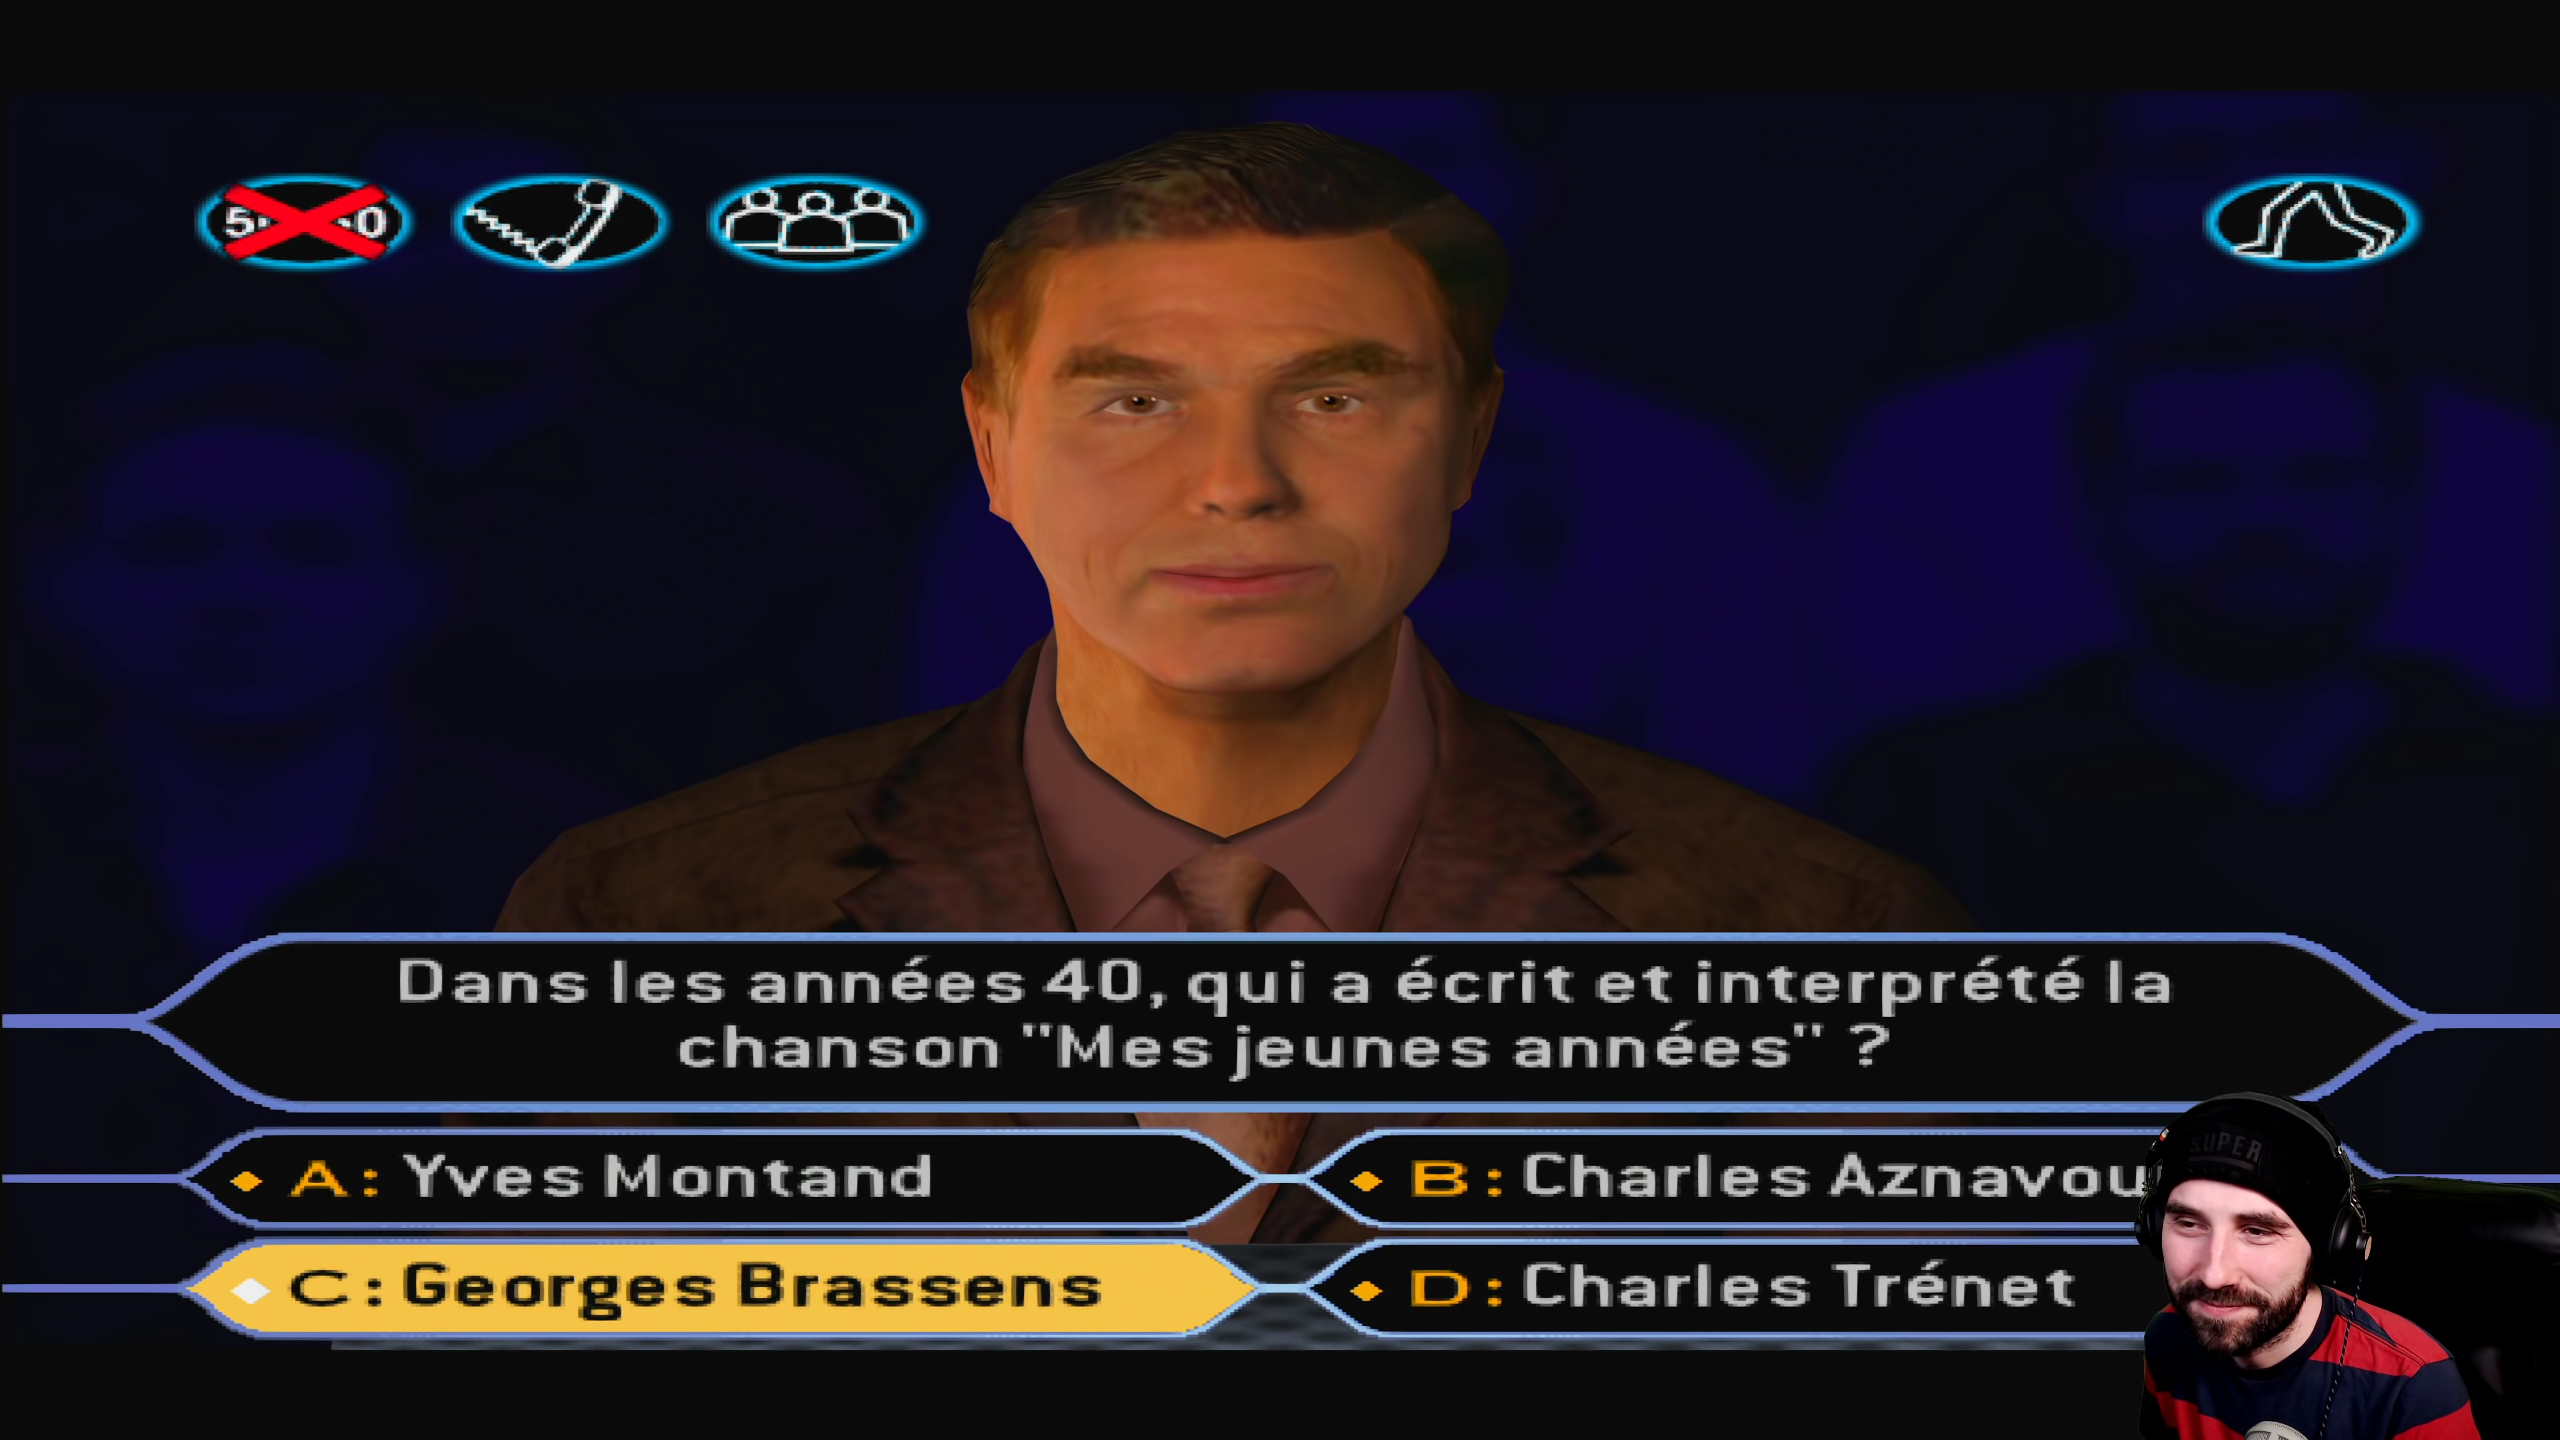 Dans les années 40, qui a écrit et interprété la
chanson "Mes jeunes années" ?
A: Yves Montand
B: Charles Aznavou
C: Georges Brassens
D: Charles Trénet
SUPER